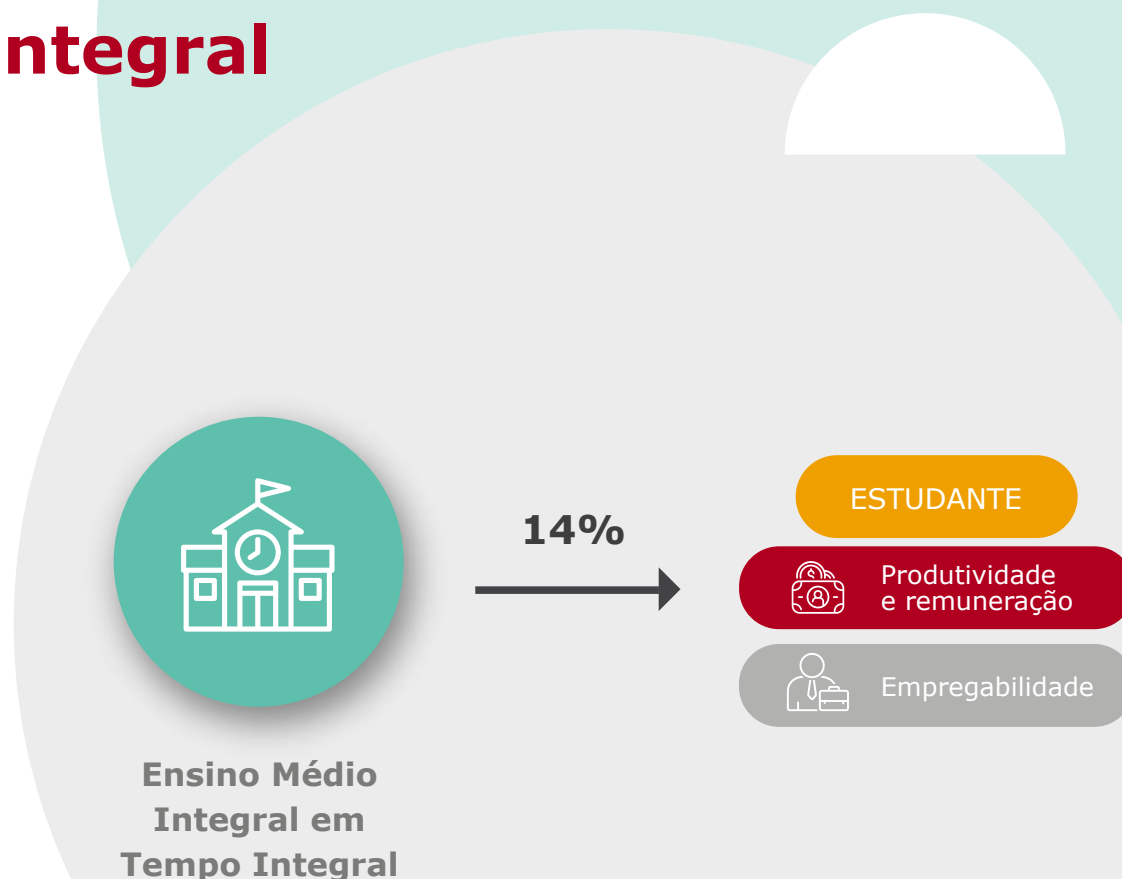 ntegral
14%
ESTUDANTE
Produtividade
e remuneração
Empregabilidade
Ensino Médio
Integral em
Tempo Integral